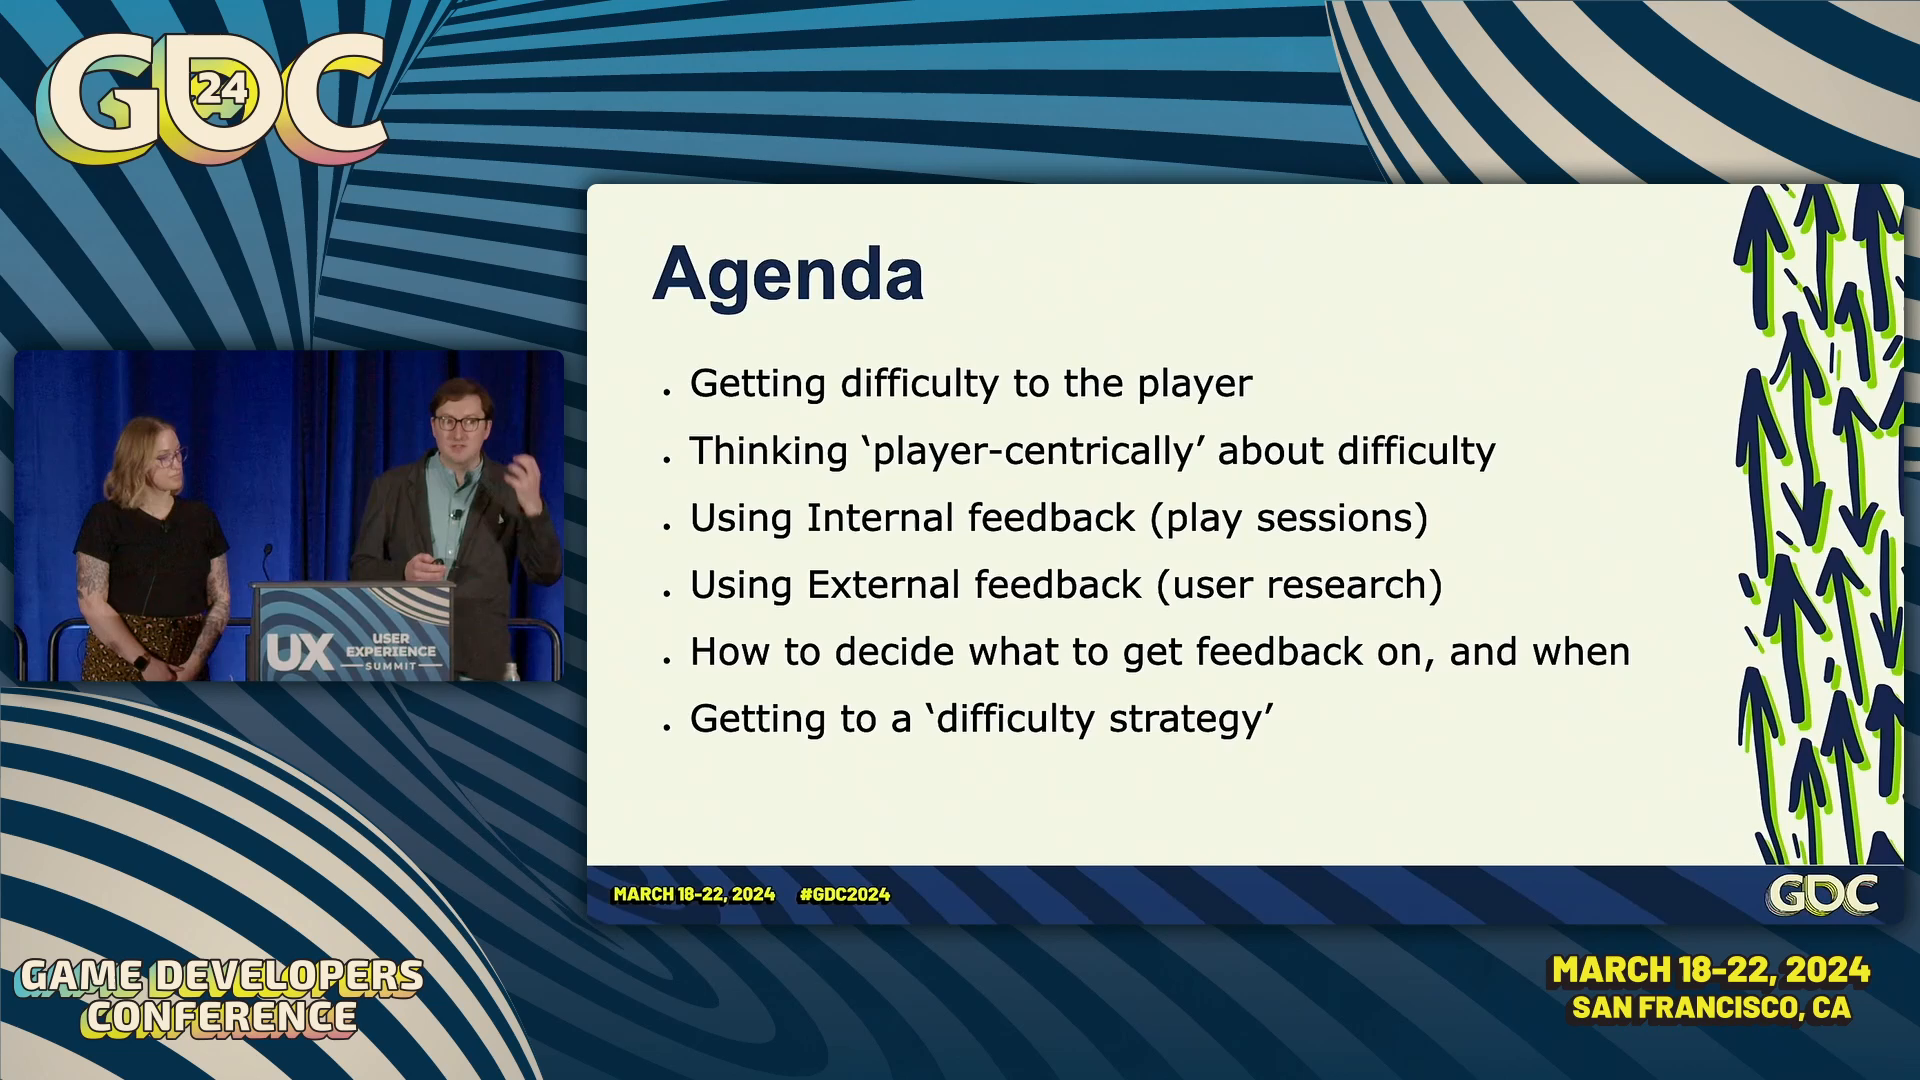 GDC
24
Agenda
. Getting difficulty to the player
. Thinking ‘player-centrically’ about difficulty
. Using Internal feedback (play sessions)
. Using External feedback (user research)
. How to decide what to get feedback on, and when
. Getting to a ‘difficulty strategy’
UX USER EXPERIENCE SUMMIT
MARCH 18-22, 2024 #GDC2024
GDC
GAME DEVELOPERS
CONFERENCE
MARCH 18-22, 2024
SAN FRANCISCO, CA